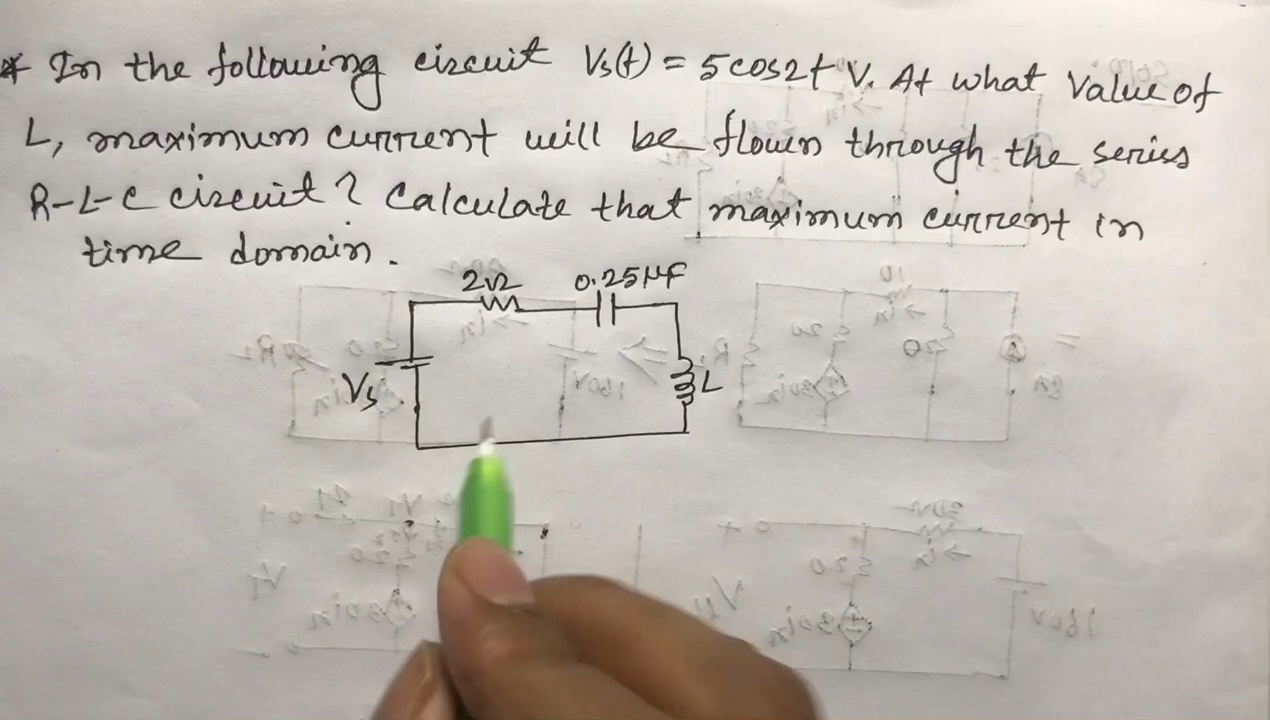 * In the following circuit Vs(t) = 5cos2t V. At what value of
L, maximum current will be flown through the series
R-L-C circuit? Calculate that maximum current in
time domain.
2Ω 0.25μF
Vs L